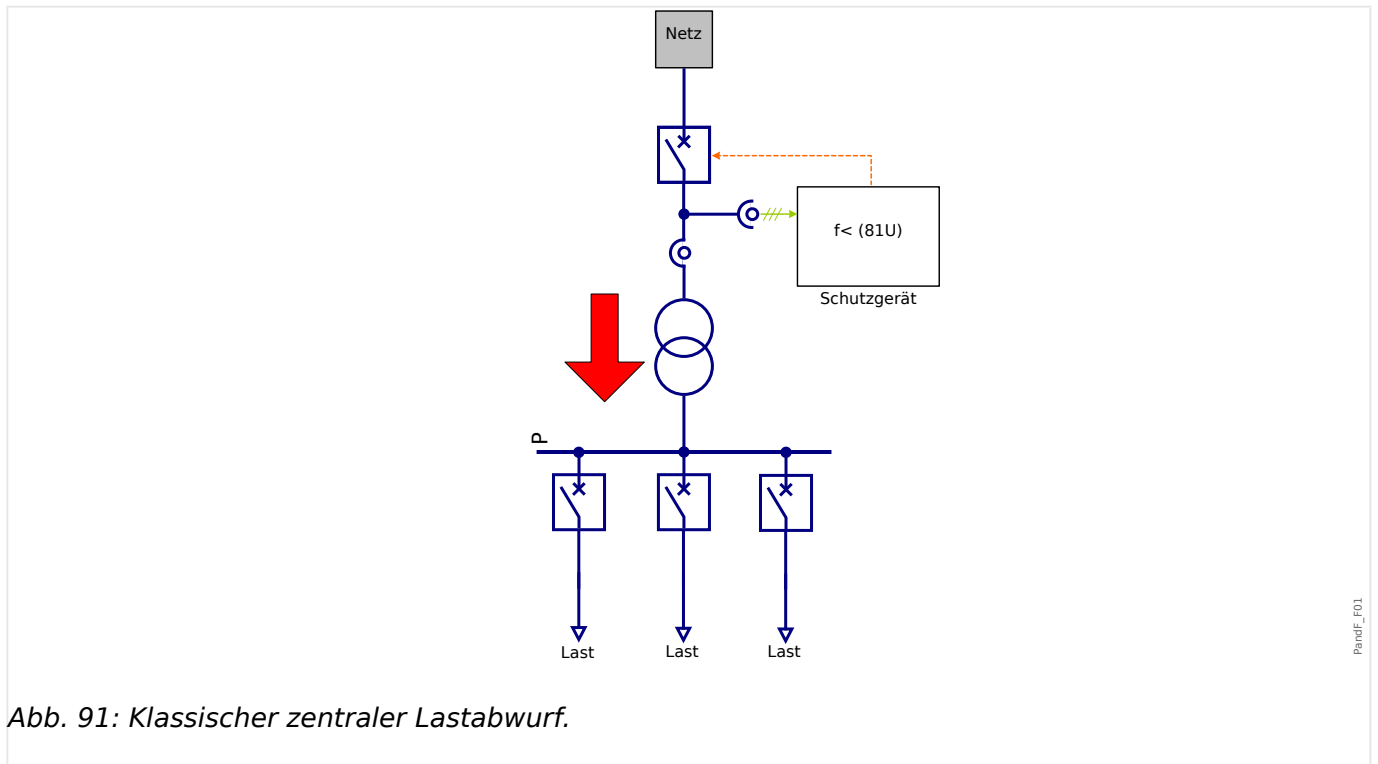 Netz
f< (81U)
Schutzgerät
P
Last
Last
Last
PandF_F01
Abb. 91: Klassischer zentraler Lastabwurf.